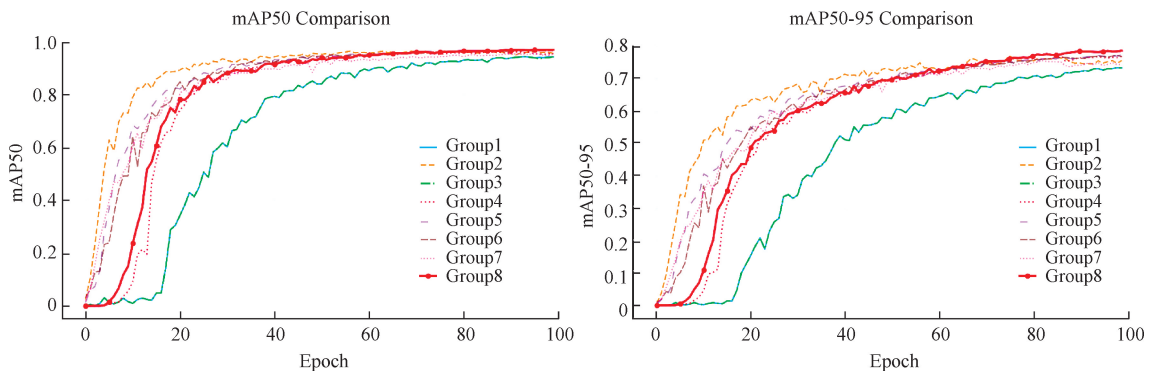 mAP50 Comparison
1.0
0.8
0.6
0.4
0.2
0
mAP50
0
20
40
60
80
100
Epoch
Group1
Group2
Group3
Group4
Group5
Group6
Group7
Group8
mAP50-95 Comparison
0.8
0.7
0.6
0.5
0.4
0.3
0.2
0.1
0
mAP50-95
0
20
40
60
80
100
Epoch
Group1
Group2
Group3
Group4
Group5
Group6
Group7
Group8